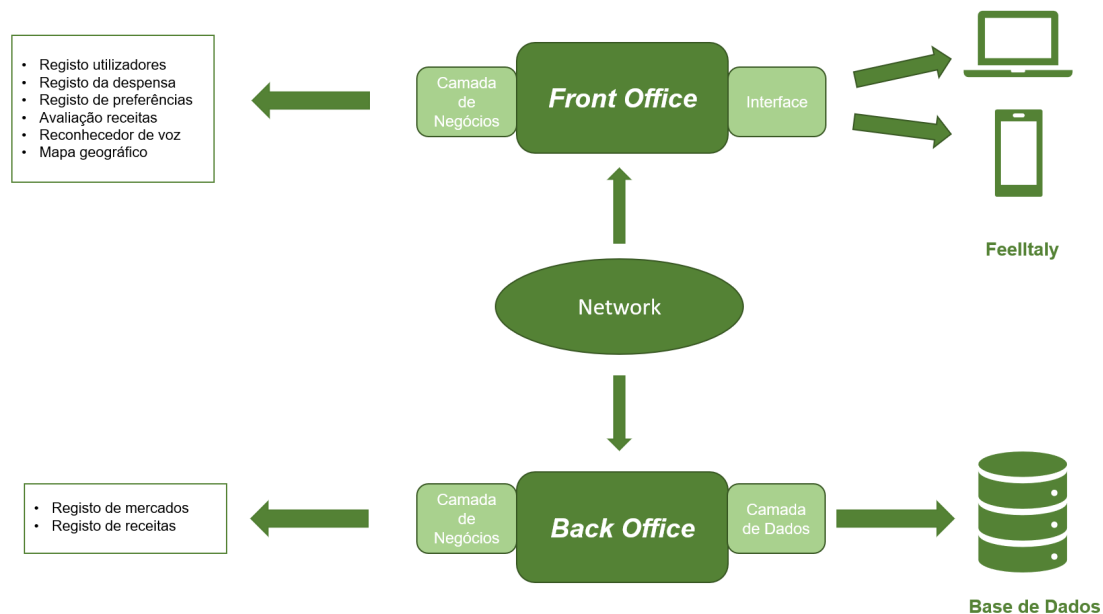 • Registo utilizadores
• Registo da despensa
• Registo de preferências
• Avaliação receitas
• Reconhecedor de voz
• Mapa geográfico
Camada
de
Negócios
Front Office
Interface
FeelItaly
Network
• Registo de mercados
• Registo de receitas
Camada
de
Negócios
Back Office
Camada
de Dados
Base de Dados